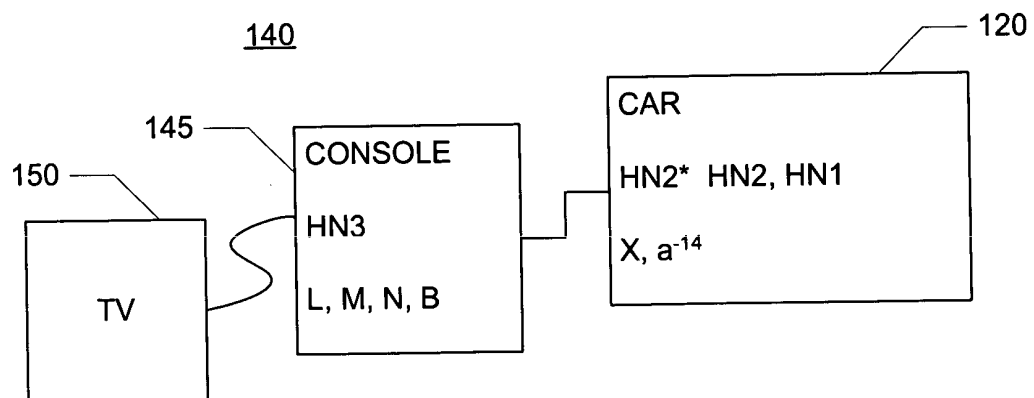 140
120
CAR
145
CONSOLE
150
HN2* HN2, HN1
HN3
X, a⁻¹⁴
L, M, N, B
TV